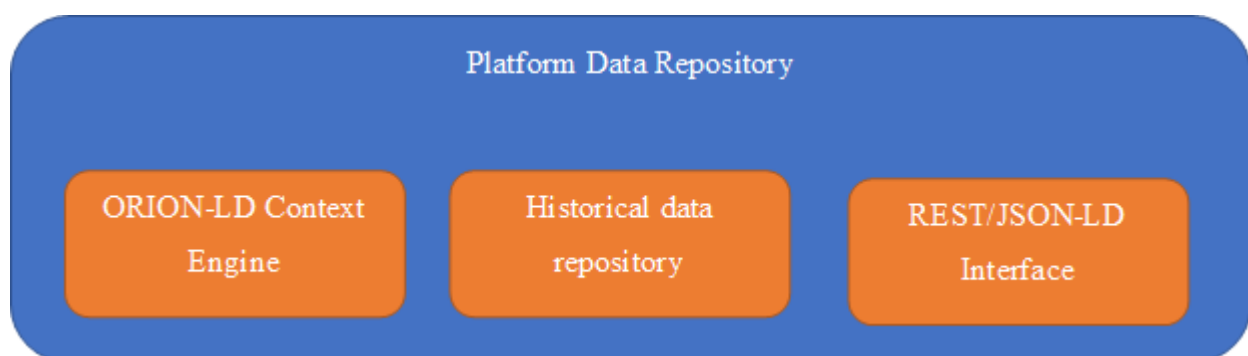 Platform Data Repository
ORION-LD Context
Engine
Historical data
repository
REST/JSON-LD
Interface